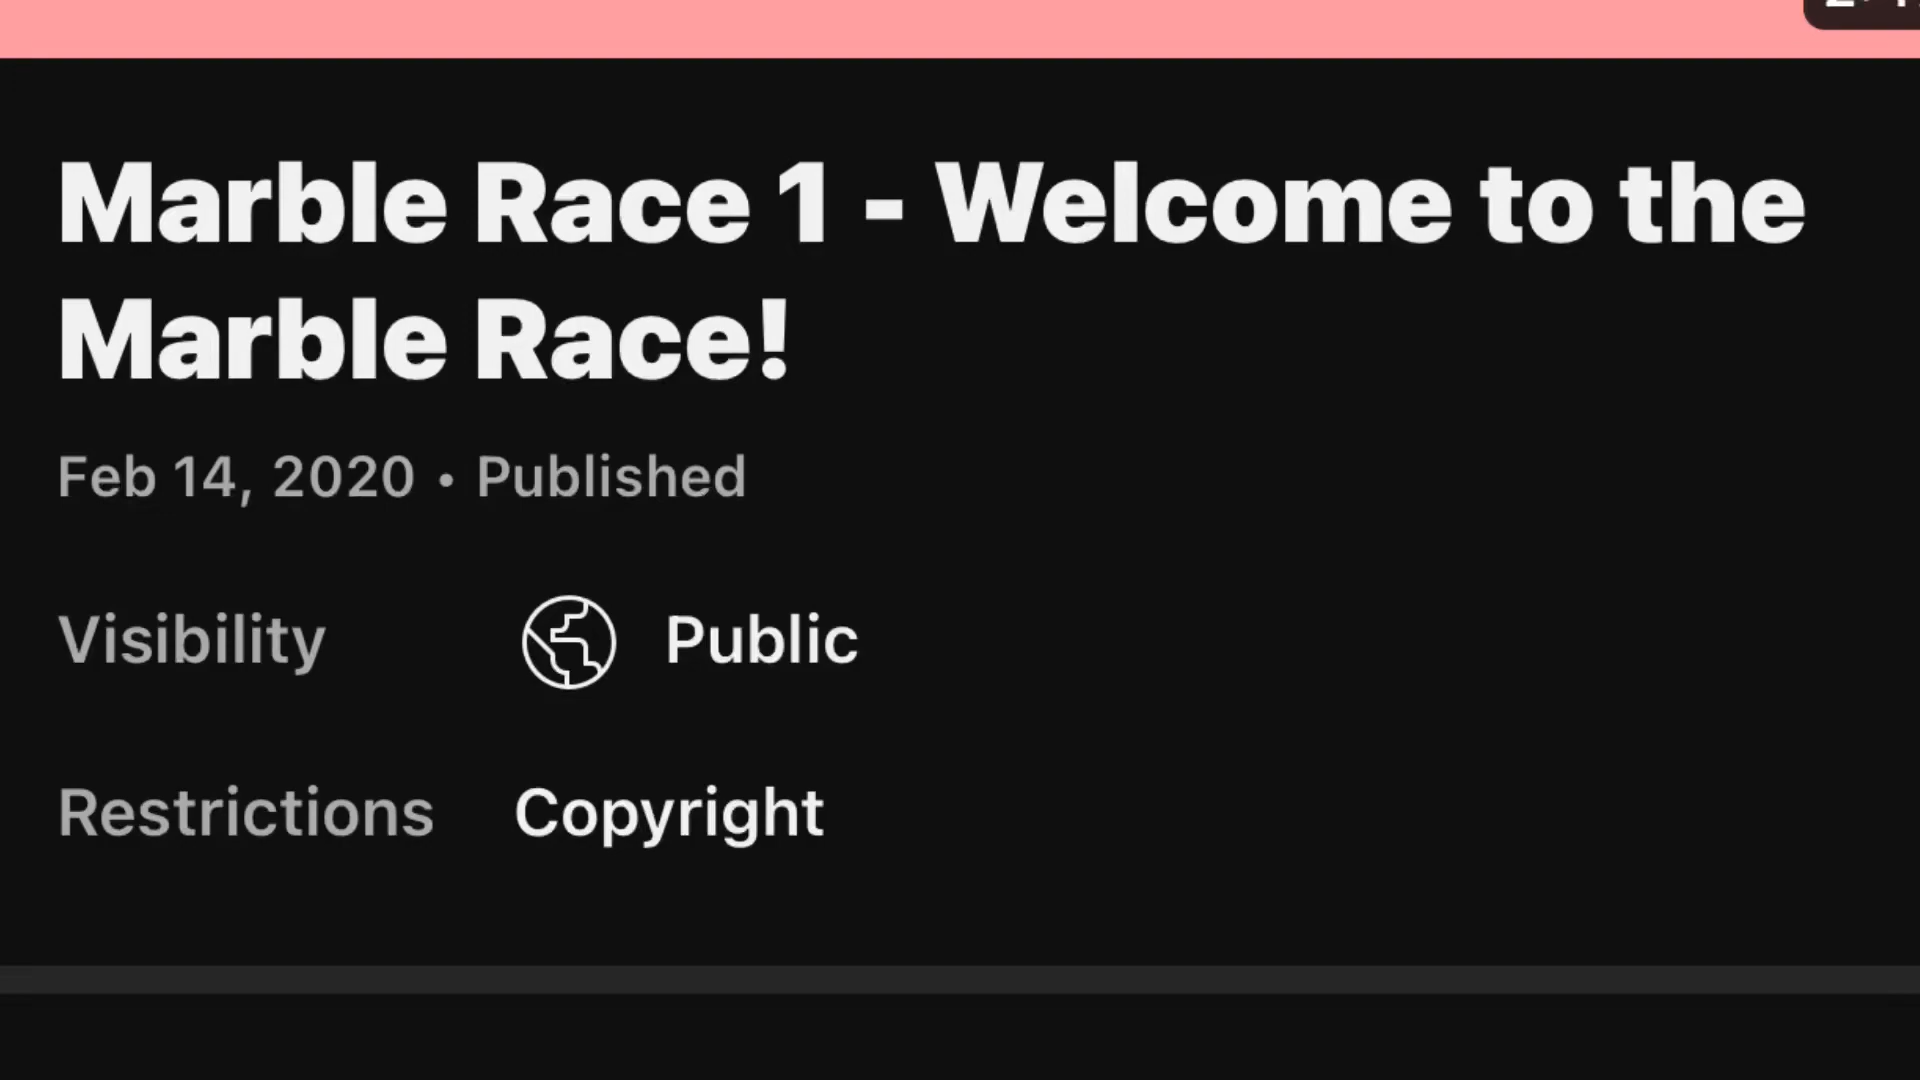 Marble Race 1 - Welcome to the
Marble Race!
Feb 14, 2020 • Published
Visibility Public
Restrictions Copyright